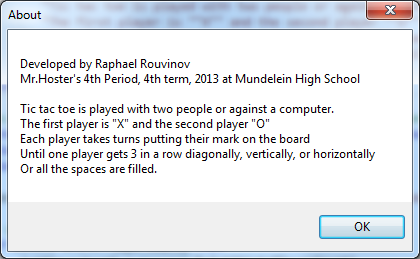 About
Developed by Raphael Rouvinov
Mr.Hoster's 4th Period, 4th term, 2013 at Mundelein High School
Tic tac toe is played with two people or against a computer.
The first player is "X" and the second player "O"
Each player takes turns putting their mark on the board
Until one player gets 3 in a row diagonally, vertically, or horizontally
Or all the spaces are filled.
OK